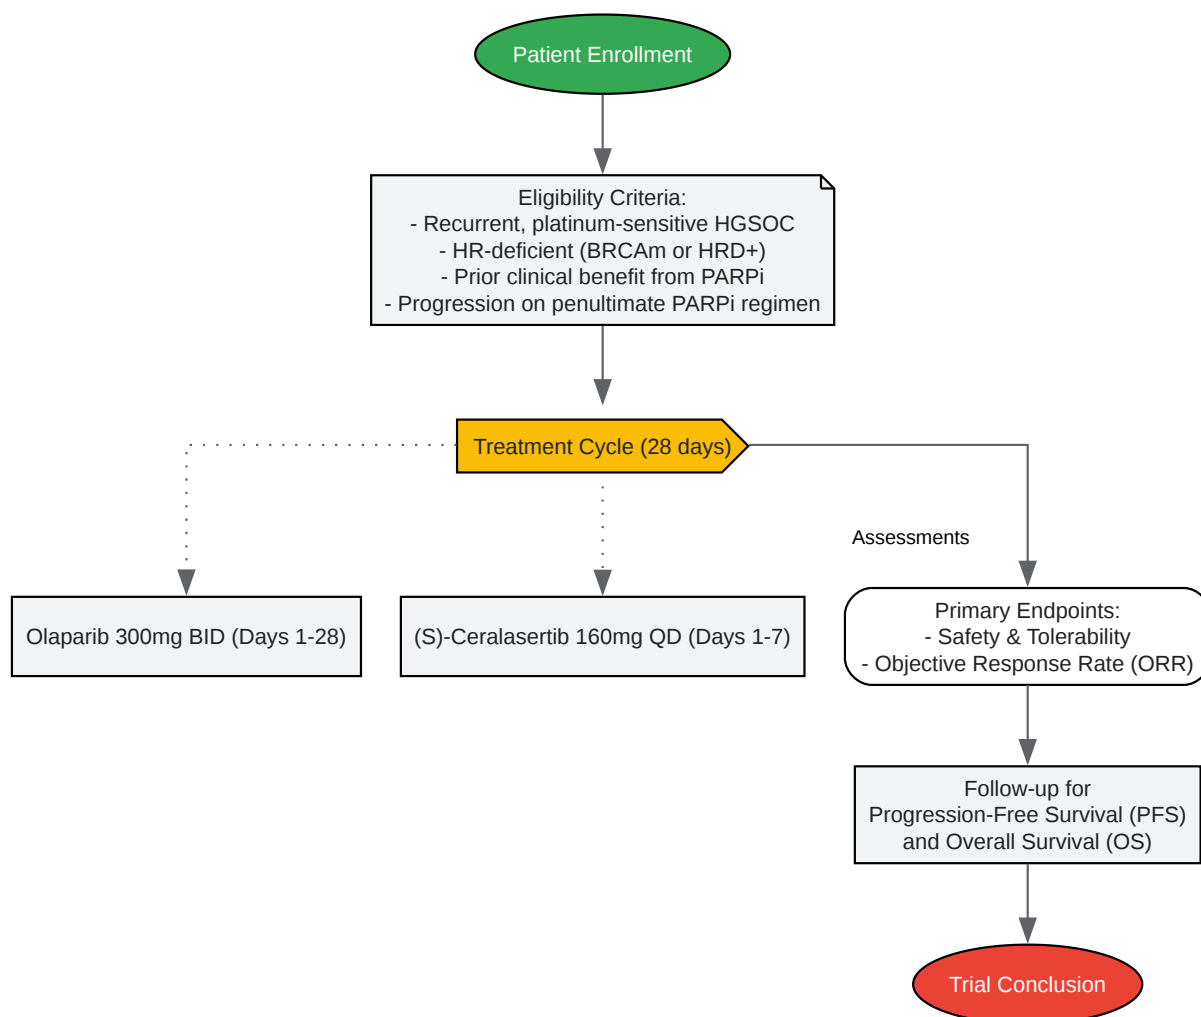 Patient Enrollment
Eligibility Criteria:
- Recurrent, platinum-sensitive HGSOC
- HR-deficient (BRCAm or HRD+)
- Prior clinical benefit from PARPi
- Progression on penultimate PARPi regimen
Treatment Cycle (28 days)
Assessments
Olaparib 300mg BID (Days 1-28)
(S)-Ceralasertib 160mg QD (Days 1-7)
Primary Endpoints:
- Safety & Tolerability
- Objective Response Rate (ORR)
Follow-up for
Progression-Free Survival (PFS)
and Overall Survival (OS)
Trial Conclusion